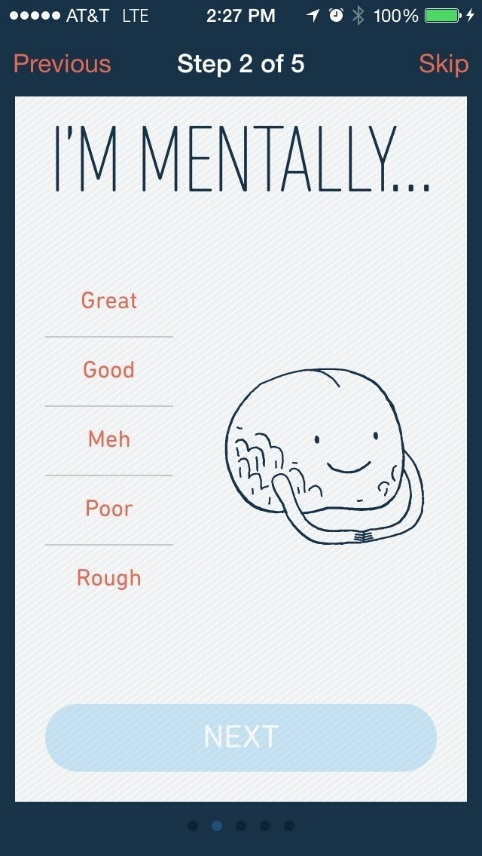 AT&T LTE 2:27 PM 100%
Previous Step 2 of 5 Skip
I'M MENTALLY...
Great
Good
Meh
Poor
Rough
NEXT